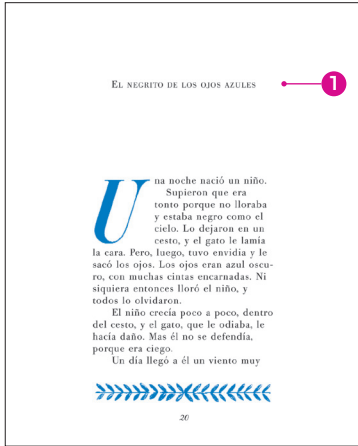 El negrito de los ojos azules
1
Una noche nació un niño.
Supieron que era
tonto porque no lloraba
y estaba negro como el
cielo. Lo dejaron en un
cesto, y el gato le lamía
la cara. Pero, luego, tuvo envidia y le
sacó los ojos. Los ojos eran azul oscu-
ro, con muchas cintas encarnadas. Ni
siquiera entonces lloró el niño, y
todos lo olvidaron.
El niño crecía poco a poco, dentro
del cesto, y el gato, que le odiaba, le
hacía daño. Mas él no se defendía,
porque era ciego.
Un día llegó a él un viento muy
20